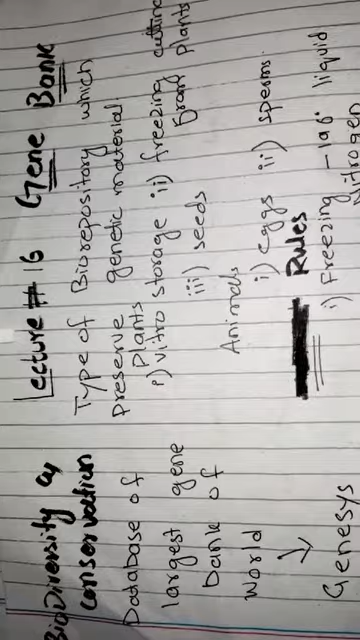 Biodiversity &
conservation
Database of
largest gene
bank of
World
↓
Genesys
Lecture # 16 Gene Bank
Type of Biorepository which
preserve genetic material
Plants
i) vitro storage ii) freezing cutting from plants
iii) seeds
Animals
i) eggs ii) sperms
Rules
i) Freezing -196° liquid
Nitrogen